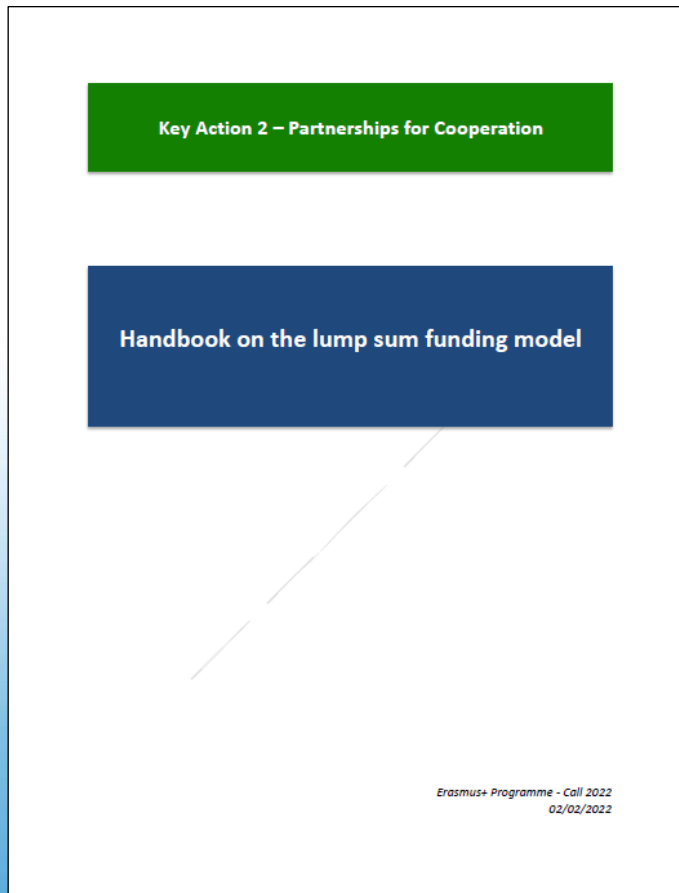 Key Action 2 – Partnerships for Cooperation
Handbook on the lump sum funding model
Erasmus+ Programme - Call 2022
02/02/2022